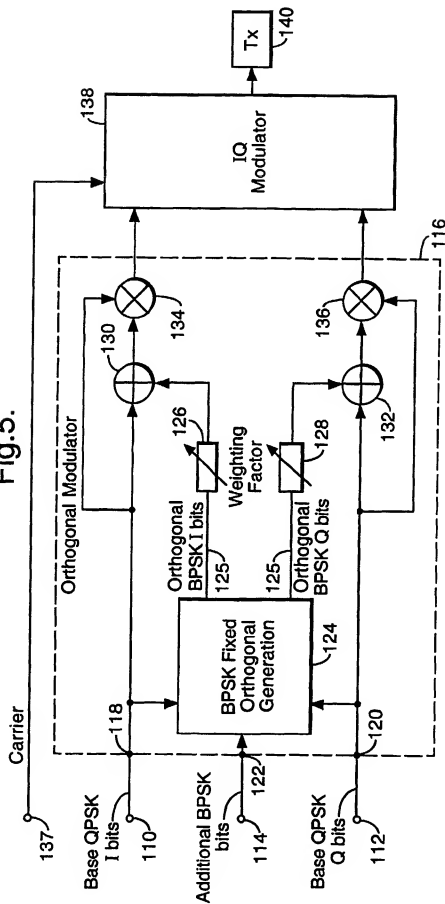 Fig.5.
Carrier
137
Orthogonal Modulator
Base QPSK
I bits
110
118
130
134
138
IQ
Modulator
Tx
140
126
Orthogonal
BPSK I bits
125
Weighting
Factor
Additional BPSK
bits
114
122
BPSK Fixed
Orthogonal
Generation
124
125
Orthogonal
BPSK Q bits
128
Base QPSK
Q bits
112
120
132
136
116